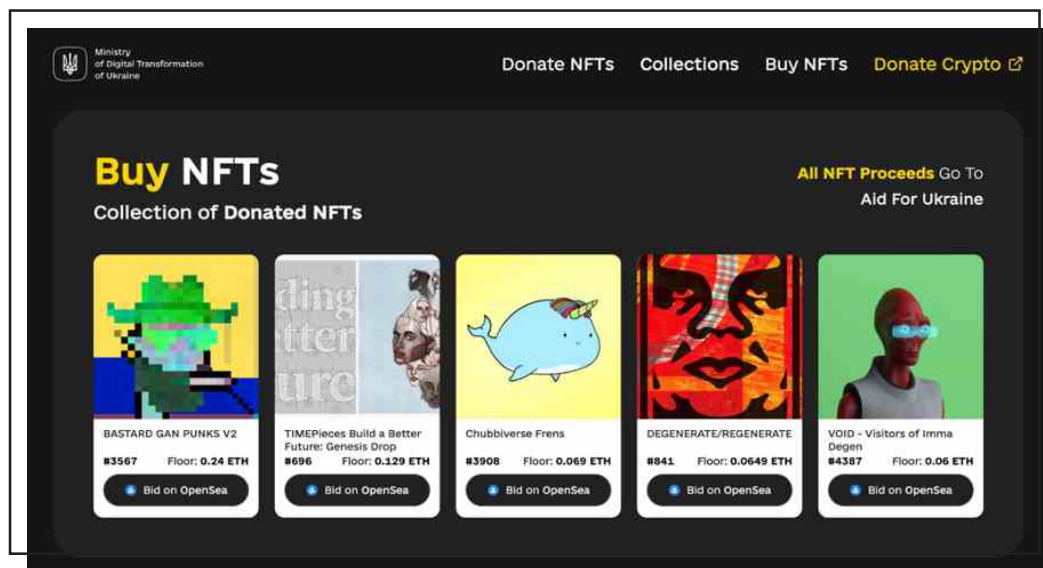 Ministry
of Digital Transformation
of Ukraine
Donate NFTs
Collections
Buy NFTs
Donate Crypto
Buy NFTs
Collection of Donated NFTs
All NFT Proceeds Go To
Aid For Ukraine
ding
tter
ure
BASTARD GAN PUNKS V2
#3567 Floor: 0.24 ETH
Bid on OpenSea
TIMEPieces Build a Better
Future: Genesis Drop
#696 Floor: 0.129 ETH
Bid on OpenSea
Chubbiverse Frens
#3908 Floor: 0.069 ETH
Bid on OpenSea
DEGENERATE/REGENERATE
#841 Floor: 0.0649 ETH
Bid on OpenSea
VOID - Visitors of Imma
Degen
#4387 Floor: 0.06 ETH
Bid on OpenSea